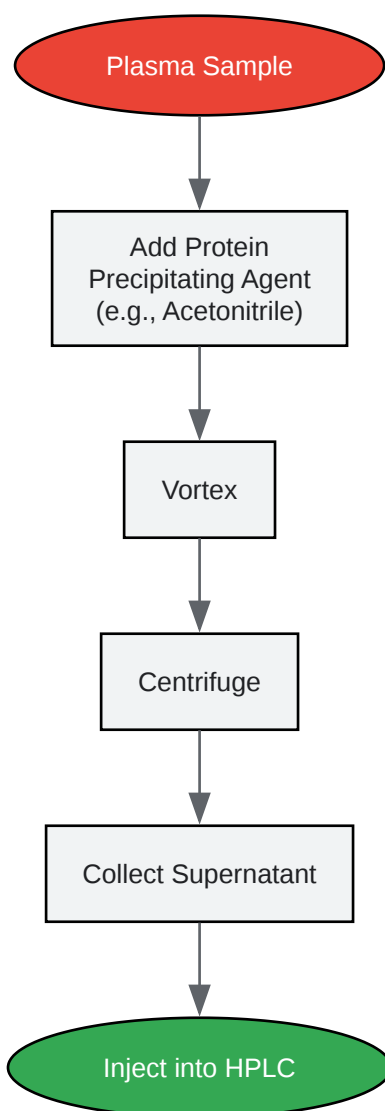 Plasma Sample
Add Protein
Precipitating Agent
(e.g., Acetonitrile)
Vortex
Centrifuge
Collect Supernatant
Inject into HPLC